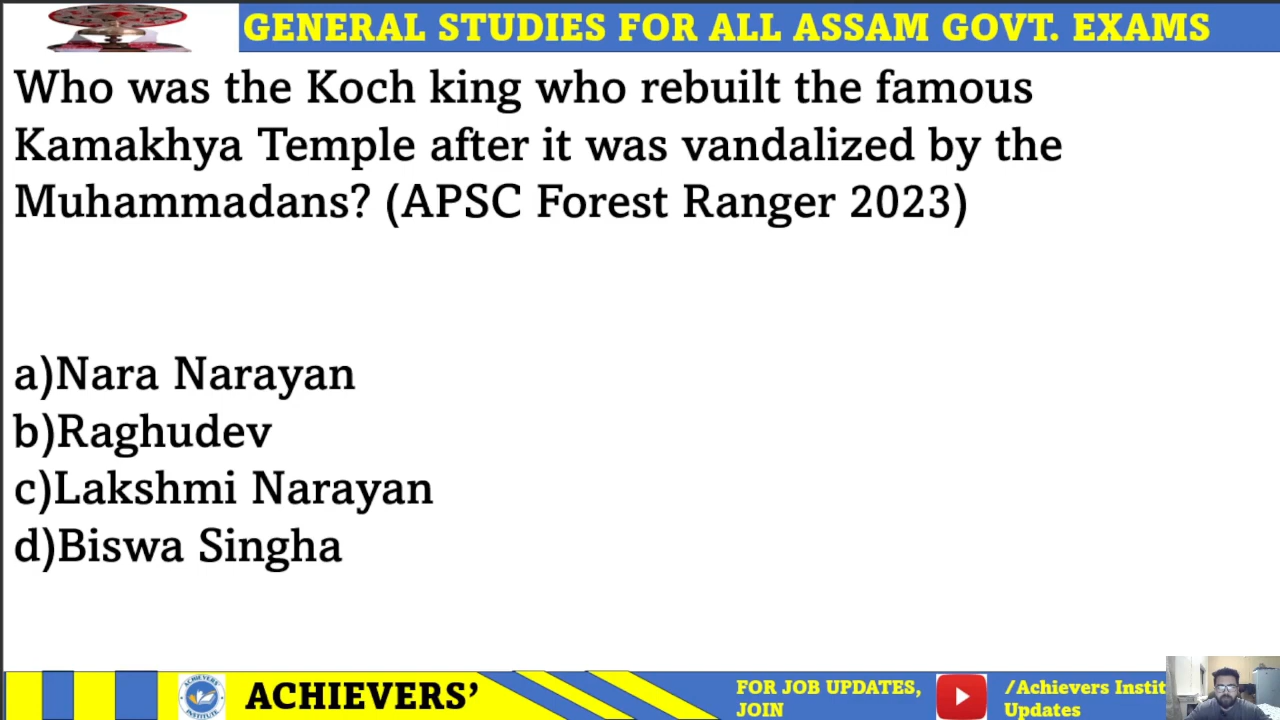 GENERAL STUDIES FOR ALL ASSAM GOVT. EXAMS
Who was the Koch king who rebuilt the famous
Kamakhya Temple after it was vandalized by the
Muhammadans? (APSC Forest Ranger 2023)
a)Nara Narayan
b)Raghudev
c)Lakshmi Narayan
d)Biswa Singha
ACHIEVERS’
FOR JOB UPDATES,
JOIN
/Achievers Instit
Updates